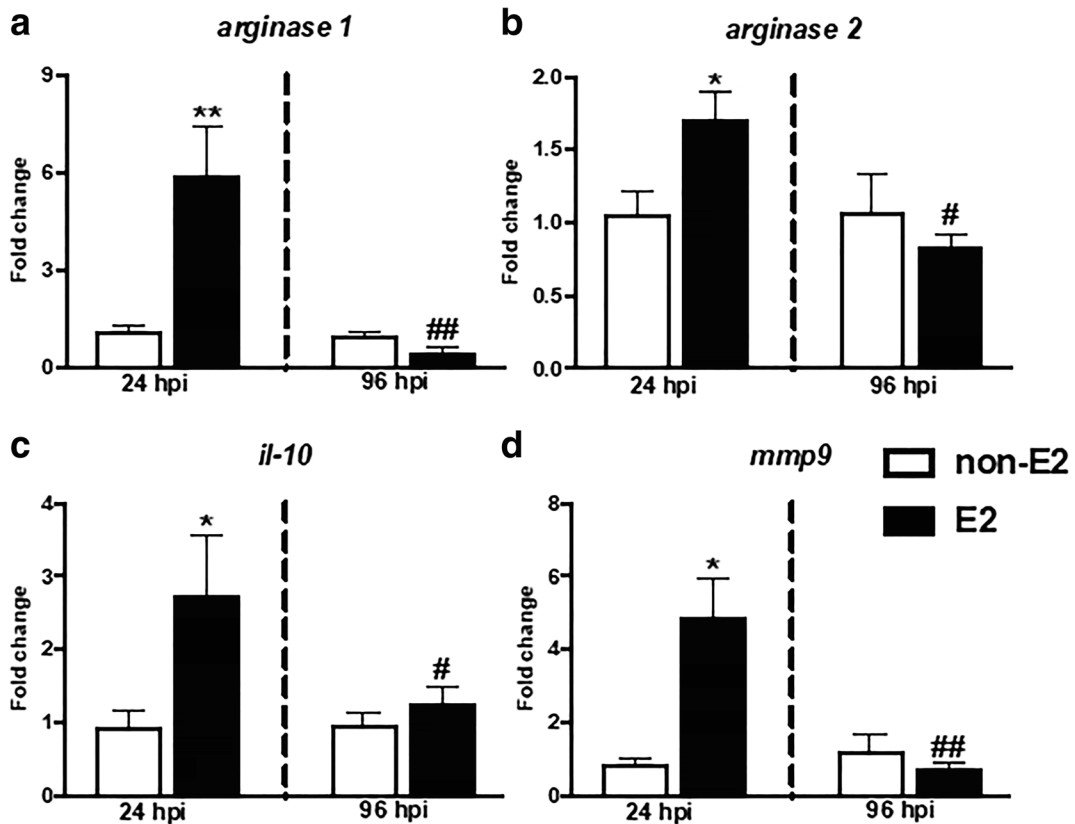 a
arginase 1
Fold change
9
6
3
0
**
##
24 hpi
96 hpi
b
arginase 2
Fold change
2.0
1.5
1.0
0.5
0.0
*
#
24 hpi
96 hpi
c
il-10
Fold change
4
3
2
1
0
*
#
24 hpi
96 hpi
d
mmp9
Fold change
8
6
4
2
0
*
##
24 hpi
96 hpi
non-E2
E2